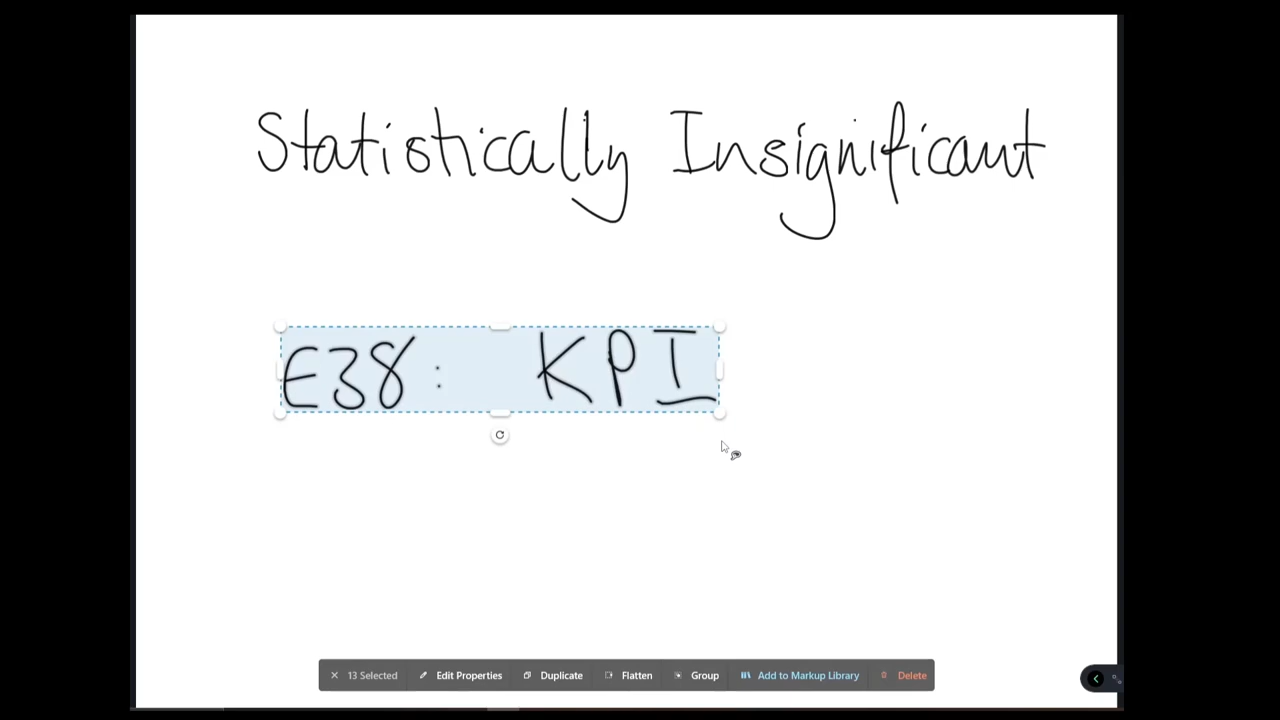 Statistically Insignificant
E38: KPI
13 Selected Edit Properties Duplicate Flatten Group Add to Markup Library Delete